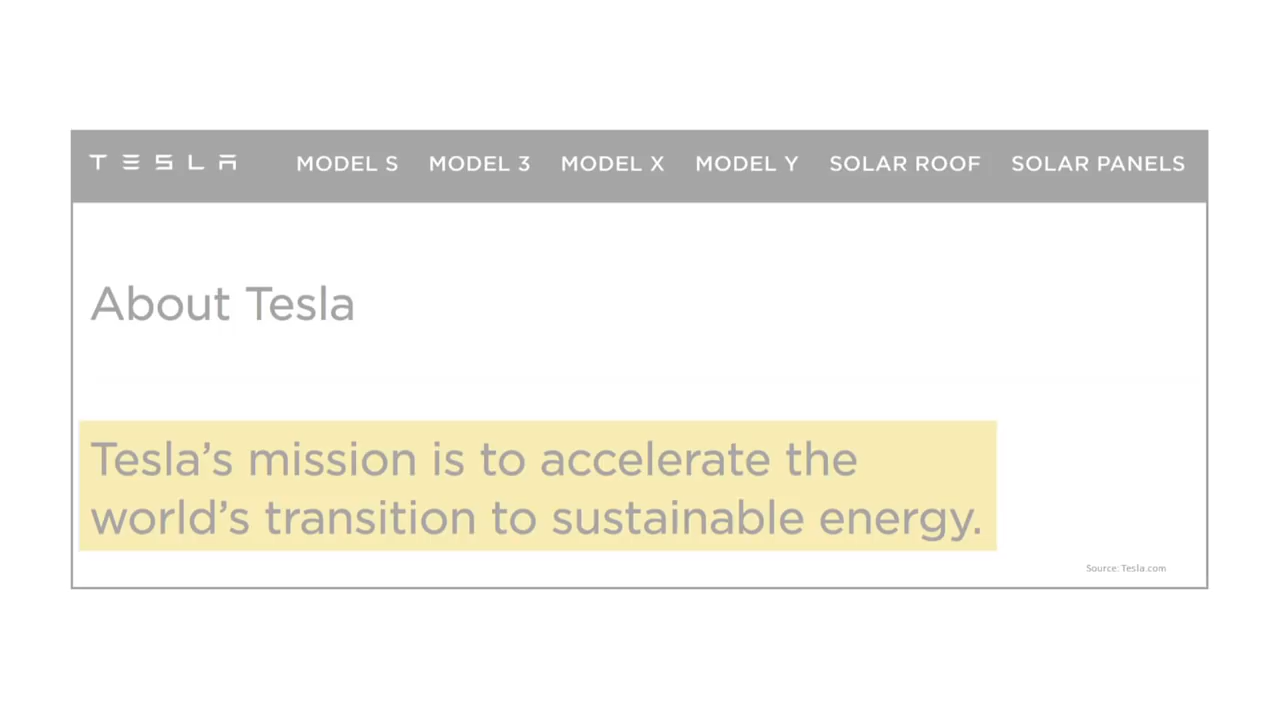 TESLA MODEL S MODEL 3 MODEL X MODEL Y SOLAR ROOF SOLAR PANELS
About Tesla
Tesla’s mission is to accelerate the
world’s transition to sustainable energy.
Source: Tesla.com